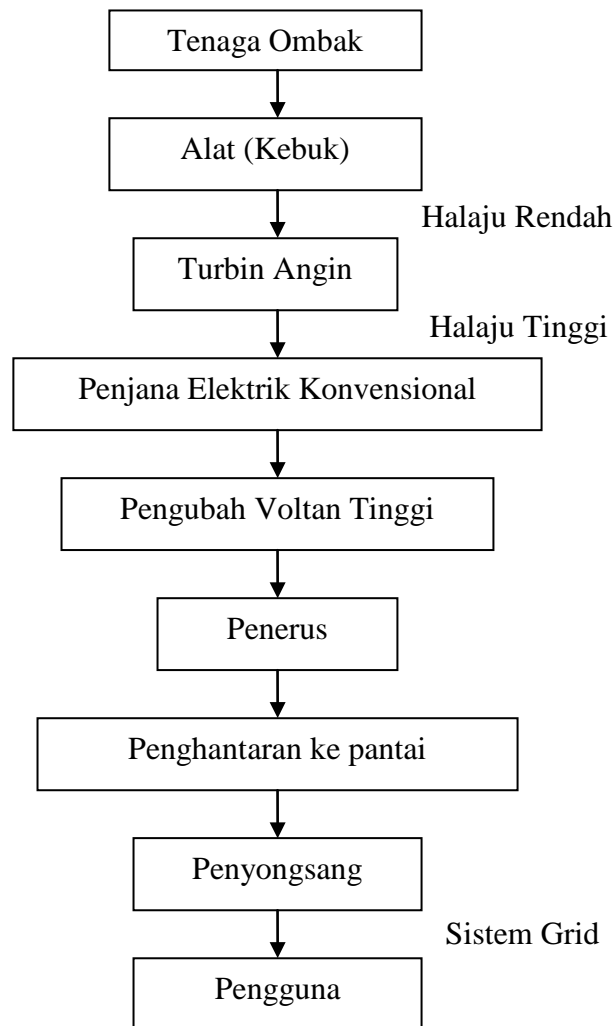 Tenaga Ombak
Alat (Kebuk)
Halaju Rendah
Turbin Angin
Halaju Tinggi
Penjana Elektrik Konvensional
Pengubah Voltan Tinggi
Penerus
Penghantaran ke pantai
Penyongsang
Sistem Grid
Pengguna